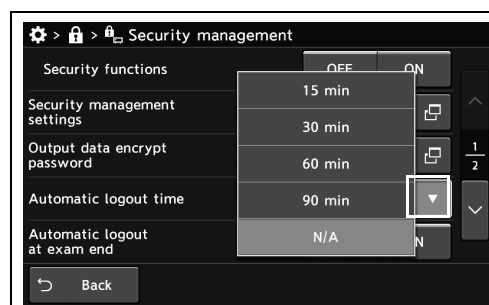 > > Security management
Security functions
OFF ON
15 min
Security management
settings
30 min
Output data encrypt
password
60 min
1
2
Automatic logout time
90 min
Automatic logout
at exam end
N/A
N
Back